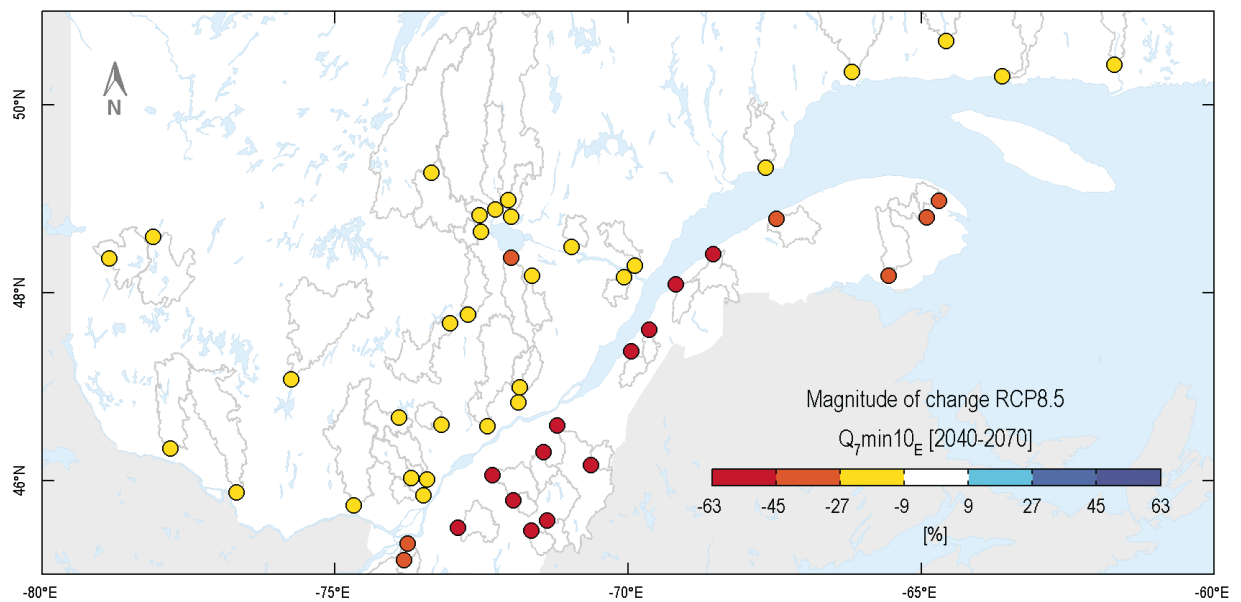 50°N
48°N
46°N
N
Magnitude of change RCP8.5
Q7min10E [2040-2070]
-63 -45 -27 -9 9 27 45 63
[%]
-80°E -75°E -70°E -65°E -60°E